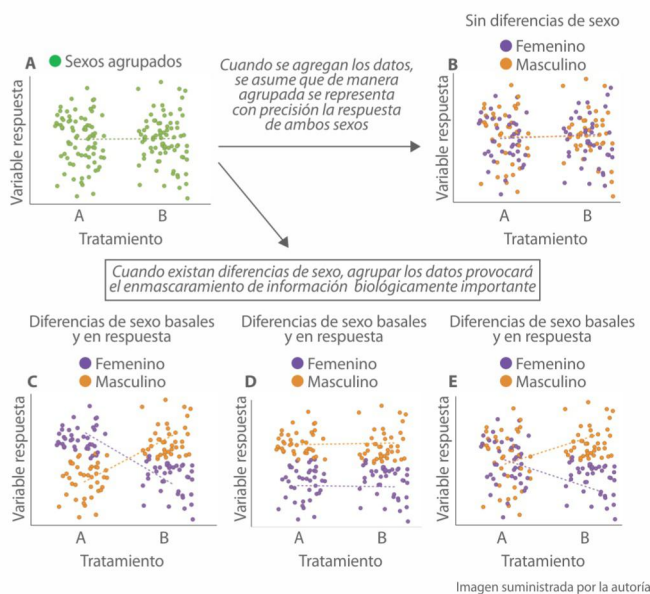 Sin diferencias de sexo
A
Sexos agrupados
Cuando se agregan los datos,
se asume que de manera
agrupada se representa
con precisión la respuesta
de ambos sexos
B
Femenino
Masculino
Variable respuesta
A
B
Tratamiento
Variable respuesta
A
B
Tratamiento
Cuando existan diferencias de sexo, agrupar los datos provocará
el enmascaramiento de información biológicamente importante
Diferencias de sexo basales
y en respuesta
C
Femenino
Masculino
Variable respuesta
A
B
Tratamiento
Diferencias de sexo basales
y en respuesta
D
Femenino
Masculino
Variable respuesta
A
B
Tratamiento
Diferencias de sexo basales
y en respuesta
E
Femenino
Masculino
Variable respuesta
A
B
Tratamiento
Imagen suministrada por la autoría